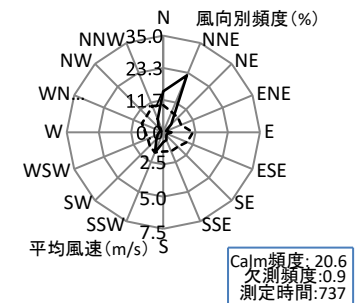 N 風向別頻度(%)
NNW 35.0 NNE
NW 23.3 NE
WN... 11.7 ENE
W 0.0 E
WSW 2.5 ESE
SW 5.0 SE
SSW 7.5 SSE
平均風速(m/s) S
Calm頻度: 20.6
欠測頻度:0.9
測定時間:737